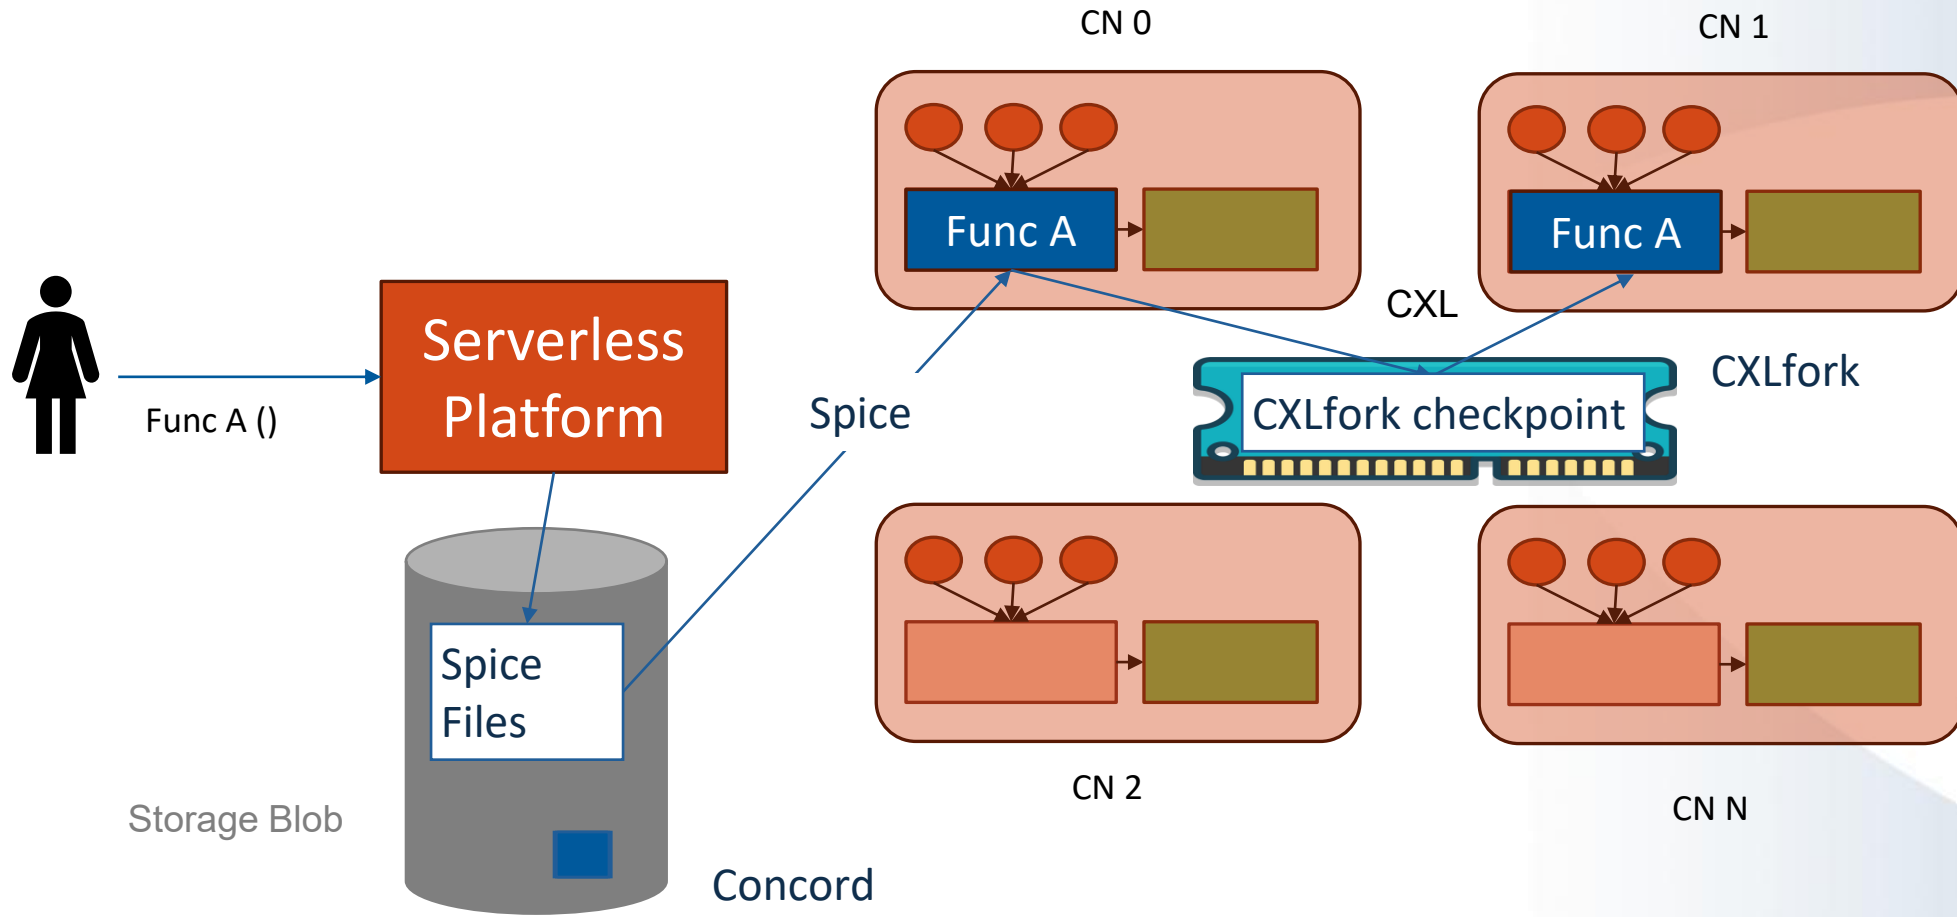 CN 0
CN 1
Func A
Func A
CXL
CXLfork
CXLfork checkpoint
Serverless
Platform
Func A ()
Spice
Spice
Files
Storage Blob
Concord
CN 2
CN N